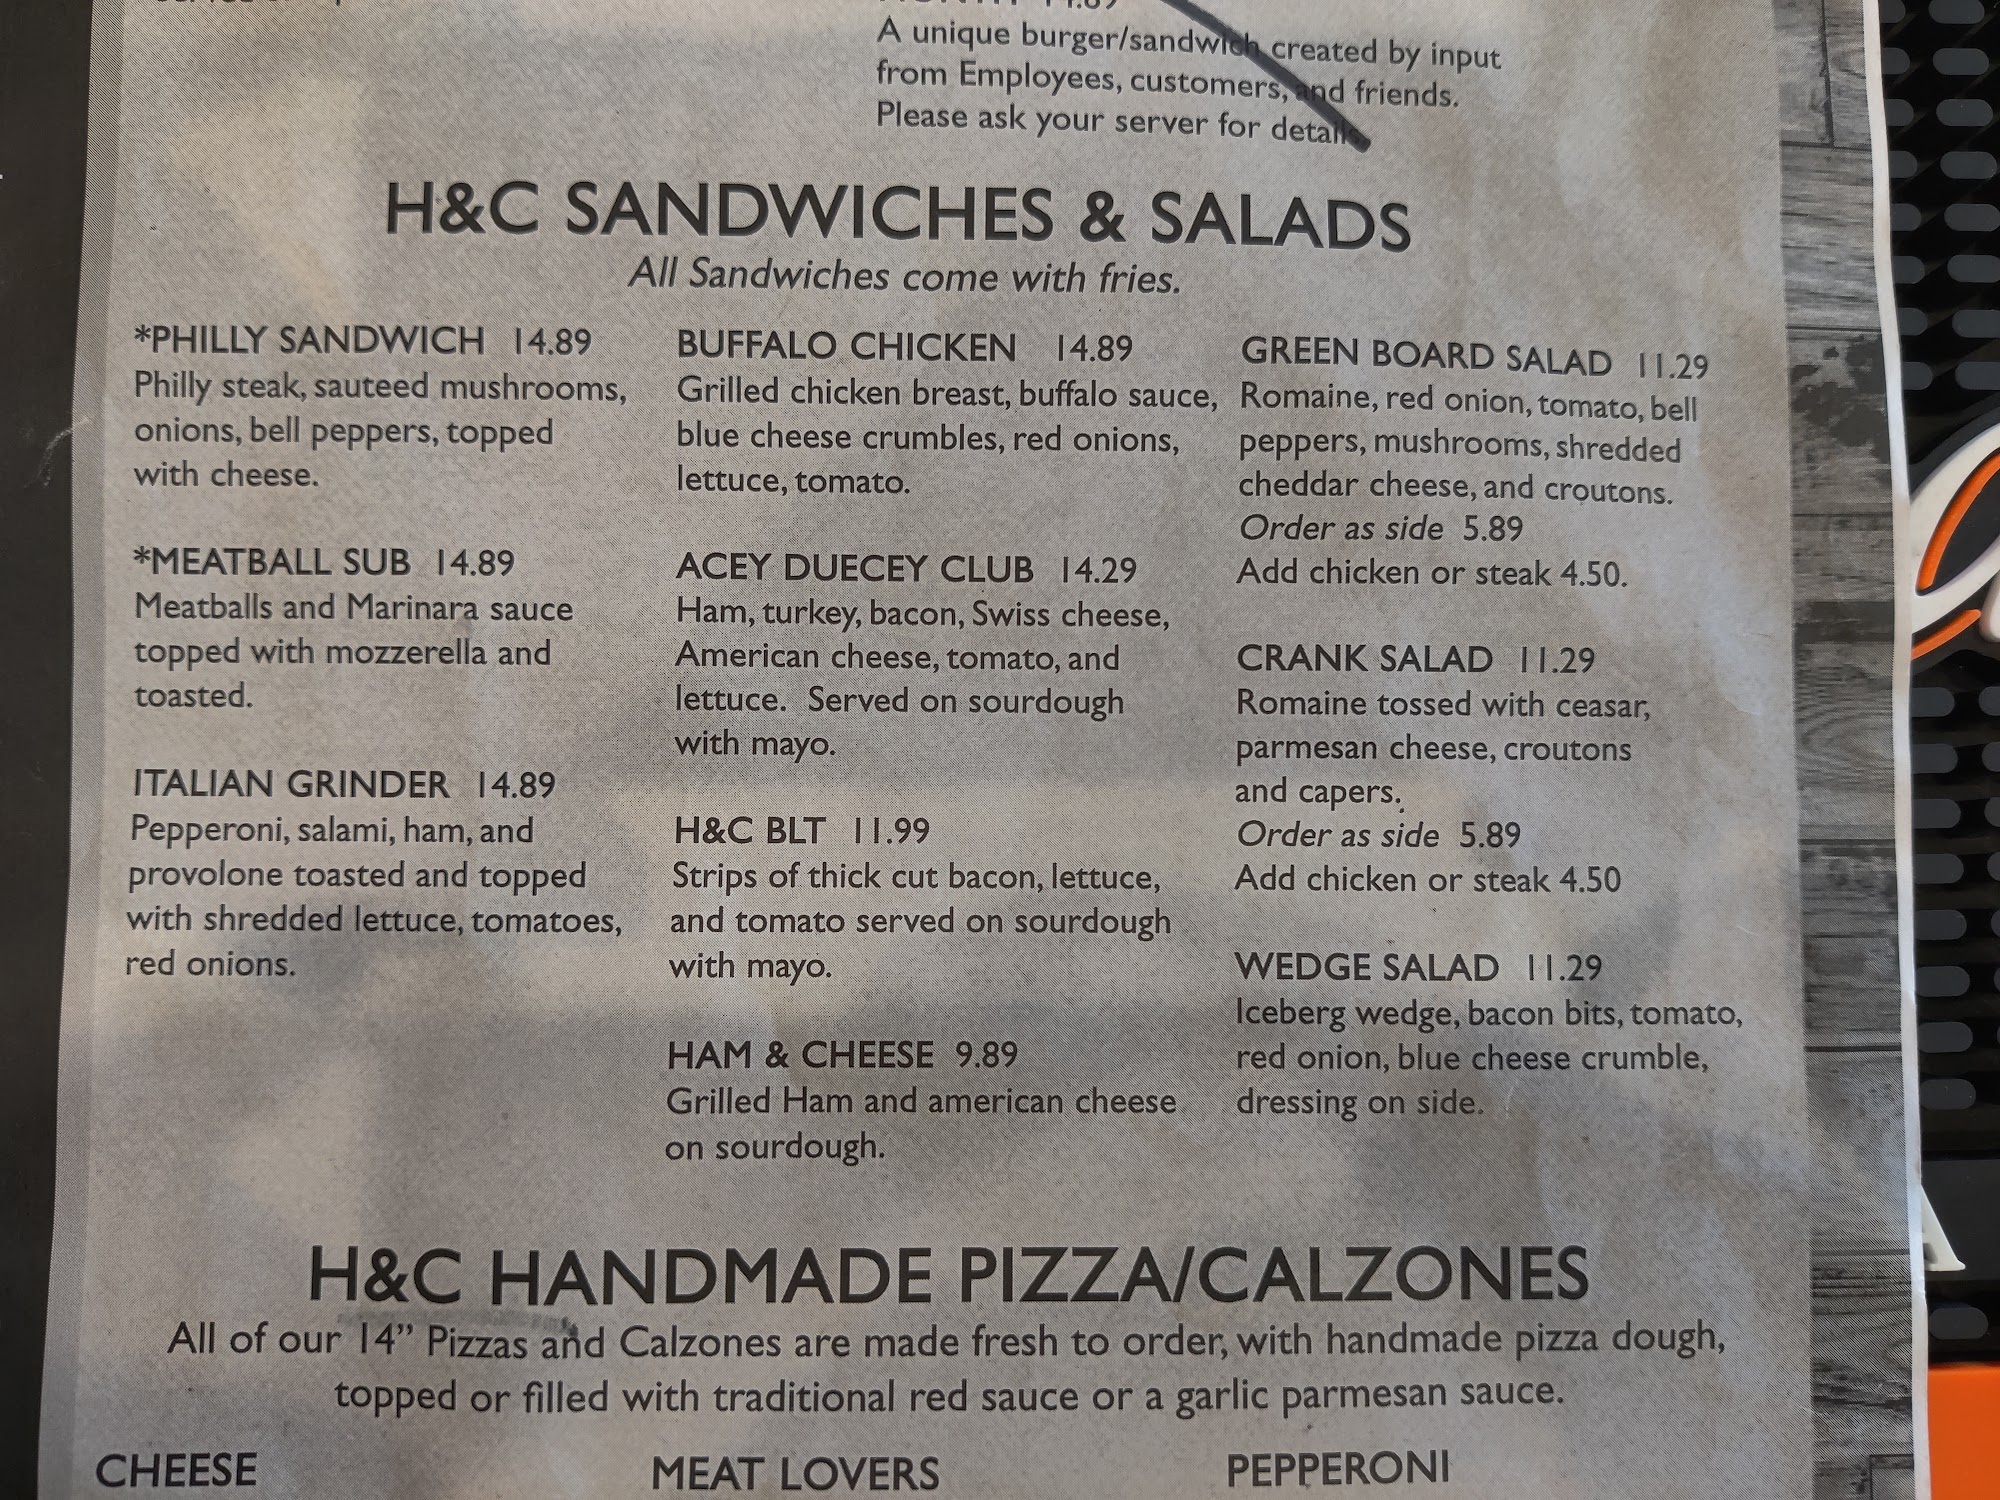 A unique burger/sandwich created by input
from Employees, customers, and friends.
Please ask your server for details
H&C SANDWICHES & SALADS
All Sandwiches come with fries.
*PHILLY SANDWICH 14.89
Philly steak, sauteed mushrooms,
onions, bell peppers, topped
with cheese.
*MEATBALL SUB 14.89
Meatballs and Marinara sauce
topped with mozzerella and
toasted.
ITALIAN GRINDER 14.89
Pepperoni, salami, ham, and
provolone toasted and topped
with shredded lettuce, tomatoes,
red onions.
BUFFALO CHICKEN 14.89
Grilled chicken breast, buffalo sauce,
blue cheese crumbles, red onions,
lettuce, tomato.
ACEY DUECEY CLUB 14.29
Ham, turkey, bacon, Swiss cheese,
American cheese, tomato, and
lettuce. Served on sourdough
with mayo.
H&C BLT 11.99
Strips of thick cut bacon, lettuce,
and tomato served on sourdough
with mayo.
HAM & CHEESE 9.89
Grilled Ham and american cheese
on sourdough.
GREEN BOARD SALAD 11.29
Romaine, red onion, tomato, bell
peppers, mushrooms, shredded
cheddar cheese, and croutons.
Order as side 5.89
Add chicken or steak 4.50.
CRANK SALAD 11.29
Romaine tossed with ceasar,
parmesan cheese, croutons
and capers.
Order as side 5.89
Add chicken or steak 4.50
WEDGE SALAD 11.29
Iceberg wedge, bacon bits, tomato,
red onion, blue cheese crumble,
dressing on side.
H&C HANDMADE PIZZA/CALZONES
All of our 14” Pizzas and Calzones are made fresh to order, with handmade pizza dough,
topped or filled with traditional red sauce or a garlic parmesan sauce.
CHEESE
MEAT LOVERS
PEPPERONI